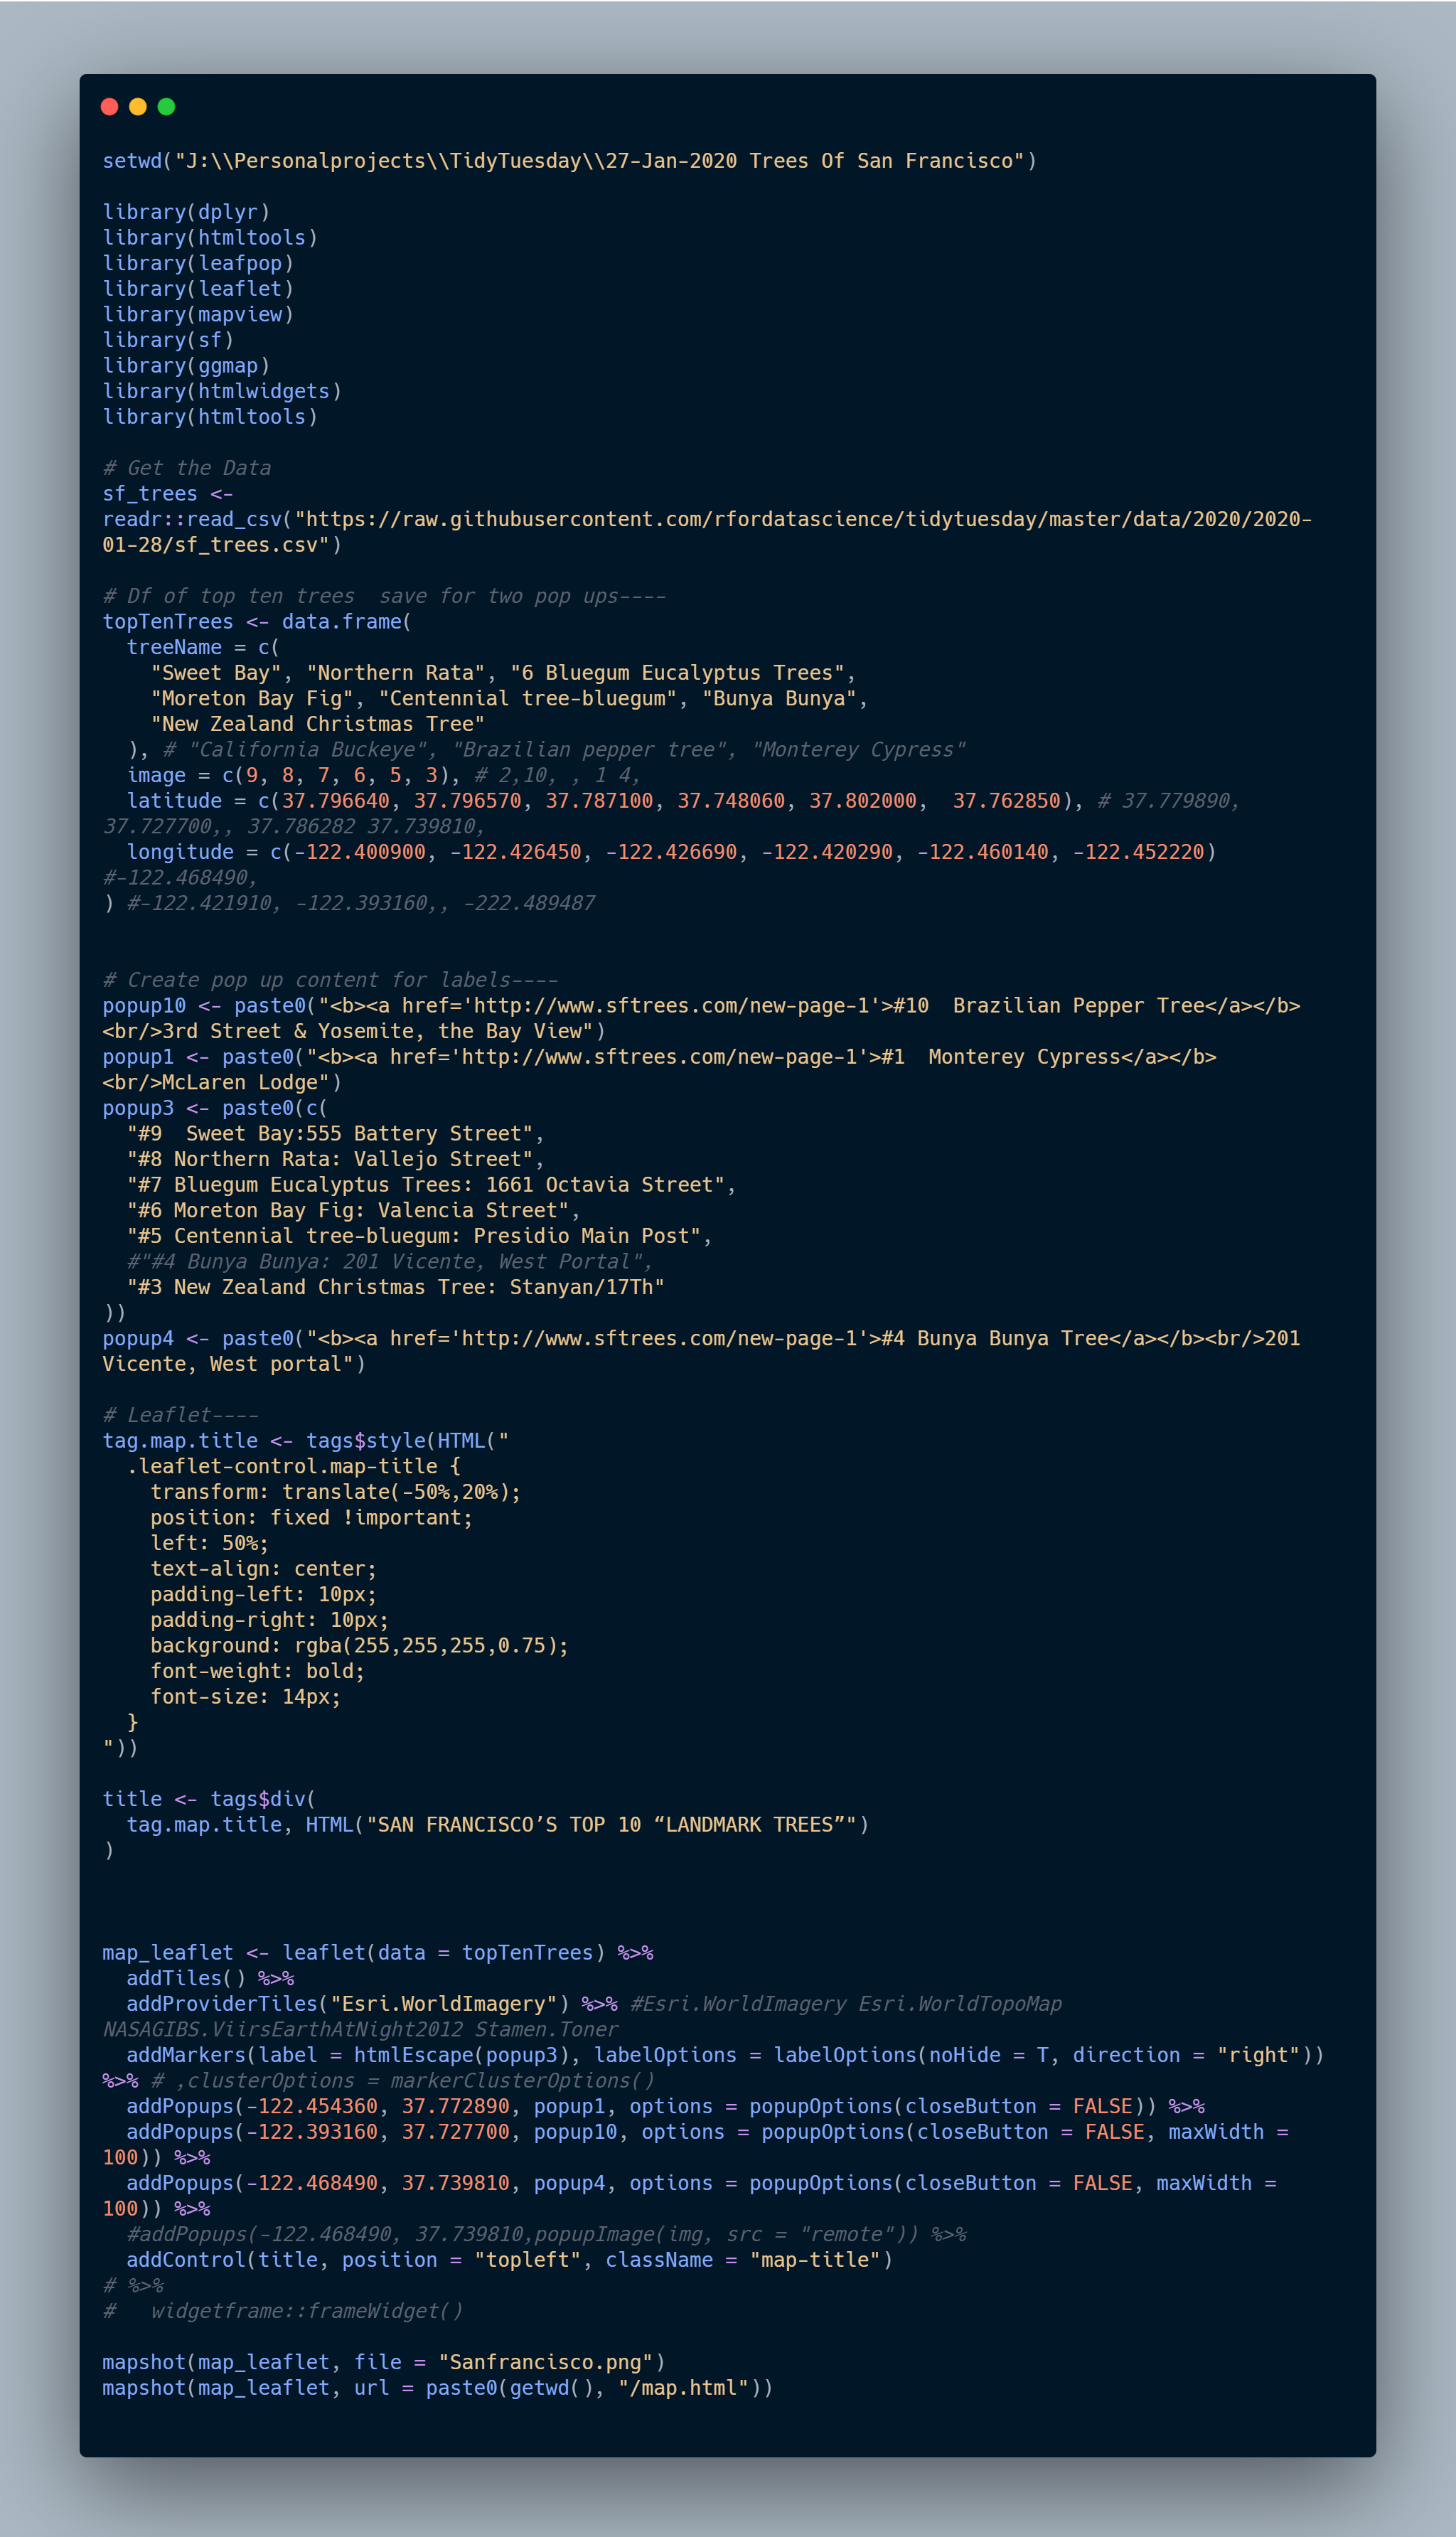 setwd("J:\\Personalprojects\\TidyTuesday\\27-Jan-2020 Trees Of San Francisco")

library(dplyr)
library(htmltools)
library(leafpop)
library(leaflet)
library(mapview)
library(sf)
library(ggmap)
library(htmlwidgets)
library(htmltools)

# Get the Data
sf_trees <-
readr::read_csv("https://raw.githubusercontent.com/rfordatascience/tidytuesday/master/data/2020/2020-
01-28/sf_trees.csv")

# Df of top ten trees  save for two pop ups----
topTenTrees <- data.frame(
  treeName = c(
    "Sweet Bay", "Northern Rata", "6 Bluegum Eucalyptus Trees",
    "Moreton Bay Fig", "Centennial tree-bluegum", "Bunya Bunya",
    "New Zealand Christmas Tree"
  ), # "California Buckeye", "Brazilian pepper tree", "Monterey Cypress"
  image = c(9, 8, 7, 6, 5, 3), # 2,10, , 1 4,
  latitude = c(37.796640, 37.796570, 37.787100, 37.748060, 37.802000,  37.762850), # 37.779890,
37.727700,, 37.786282 37.739810,
  longitude = c(-122.400900, -122.426450, -122.426690, -122.420290, -122.460140, -122.452220)
#-122.468490,
) #-122.421910, -122.393160,, -222.489487


# Create pop up content for labels----
popup10 <- paste0("<b><a href='http://www.sftrees.com/new-page-1'>#10  Brazilian Pepper Tree</a></b>
<br/>3rd Street & Yosemite, the Bay View")
popup1 <- paste0("<b><a href='http://www.sftrees.com/new-page-1'>#1  Monterey Cypress</a></b>
<br/>McLaren Lodge")
popup3 <- paste0(c(
  "#9  Sweet Bay:555 Battery Street",
  "#8 Northern Rata: Vallejo Street",
  "#7 Bluegum Eucalyptus Trees: 1661 Octavia Street",
  "#6 Moreton Bay Fig: Valencia Street",
  "#5 Centennial tree-bluegum: Presidio Main Post",
  #"#4 Bunya Bunya: 201 Vicente, West Portal",
  "#3 New Zealand Christmas Tree: Stanyan/17Th"
))
popup4 <- paste0("<b><a href='http://www.sftrees.com/new-page-1'>#4 Bunya Bunya Tree</a></b><br/>201
Vicente, West portal")

# Leaflet----
tag.map.title <- tags$style(HTML("
  .leaflet-control.map-title {
    transform: translate(-50%,20%);
    position: fixed !important;
    left: 50%;
    text-align: center;
    padding-left: 10px;
    padding-right: 10px;
    background: rgba(255,255,255,0.75);
    font-weight: bold;
    font-size: 14px;
  }
"))

title <- tags$div(
  tag.map.title, HTML("SAN FRANCISCO’S TOP 10 “LANDMARK TREES”")
)



map_leaflet <- leaflet(data = topTenTrees) %>%
  addTiles() %>%
  addProviderTiles("Esri.WorldImagery") %>% #Esri.WorldImagery Esri.WorldTopoMap
NASAGIBS.ViirsEarthAtNight2012 Stamen.Toner
  addMarkers(label = htmlEscape(popup3), labelOptions = labelOptions(noHide = T, direction = "right"))
%>% # ,clusterOptions = markerClusterOptions()
  addPopups(-122.454360, 37.772890, popup1, options = popupOptions(closeButton = FALSE)) %>%
  addPopups(-122.393160, 37.727700, popup10, options = popupOptions(closeButton = FALSE, maxWidth =
100)) %>%
  addPopups(-122.468490, 37.739810, popup4, options = popupOptions(closeButton = FALSE, maxWidth =
100)) %>%
  #addPopups(-122.468490, 37.739810,popupImage(img, src = "remote")) %>%
  addControl(title, position = "topleft", className = "map-title")
# %>%
#   widgetframe::frameWidget()

mapshot(map_leaflet, file = "Sanfrancisco.png")
mapshot(map_leaflet, url = paste0(getwd(), "/map.html"))